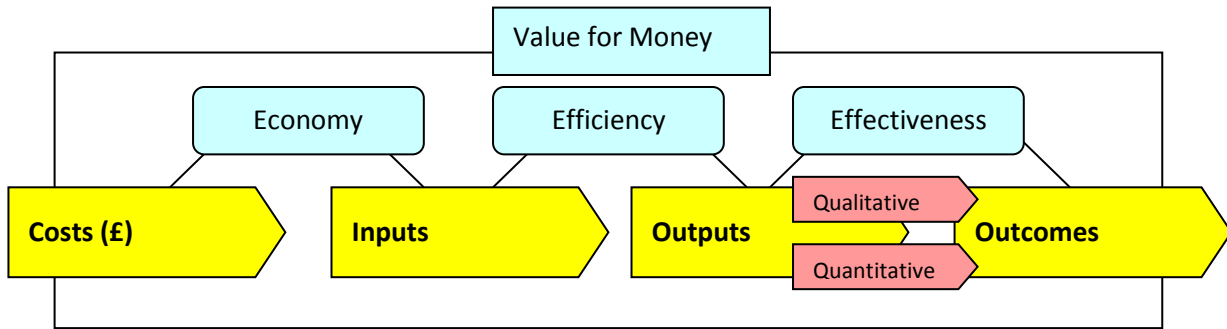 Value for Money
Economy
Efficiency
Effectiveness
Costs (£)
Inputs
Outputs
Qualitative
Quantitative
Outcomes